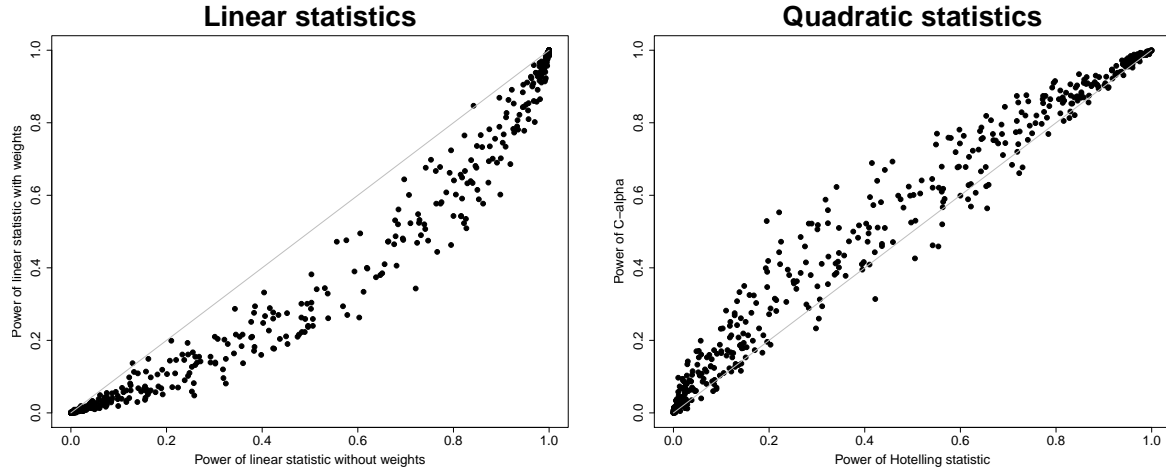 Linear statistics
Power of linear statistic with weights
1.0
0.8
0.6
0.4
0.2
0.0
0.0 0.2 0.4 0.6 0.8 1.0
Power of linear statistic without weights
Quadratic statistics
Power of C−alpha
1.0
0.8
0.6
0.4
0.2
0.0
0.0 0.2 0.4 0.6 0.8 1.0
Power of Hotelling statistic